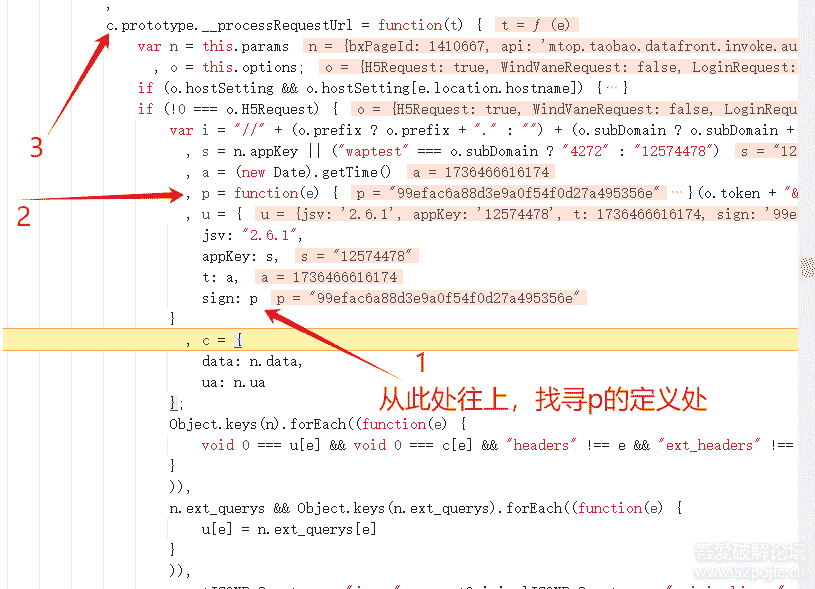 ,
c.prototype.__processRequestUrl = function(t) { t = ƒ (e)
var n = this.params n = {bxPageId: 1410667, api: 'mtop.taobao.datafront.invoke.au
, o = this.options; o = {H5Request: true, WindVaneRequest: false, LoginRequest:
if (o.hostSetting && o.hostSetting[e.location.hostname]) {…}
3
if (!0 === o.H5Request) { o = {H5Request: true, WindVaneRequest: false, LoginRequ
var i = "//" + (o.prefix ? o.prefix + "." : "") + (o.subDomain ? o.subDomain +
, s = n.appKey || ("waptest" === o.subDomain ? "4272" : "12574478") s = "12
, a = (new Date).getTime() a = 1736466616174
, p = function(e) { p = "99efac6a88d3e9a0f54f0d27a495356e" …}(o.token + "&
2
, u = { u = {jsv: '2.6.1', appKey: '12574478', t: 1736466616174, sign: '99e
jsv: "2.6.1",
appKey: s, s = "12574478"
t: a, a = 1736466616174
sign: p p = "99efac6a88d3e9a0f54f0d27a495356e"
}
, c = {
data: n.data,
1
ua: n.ua
从此处往上，找寻p的定义处
};
Object.keys(n).forEach((function(e) {
void 0 === u[e] && void 0 === c[e] && "headers" !== e && "ext_headers" !==
}
)),
n.ext_querys && Object.keys(n.ext_querys).forEach((function(e) {
u[e] = n.ext_querys[e]
}
)),
吾爱破解论坛
www.52pojie.cn